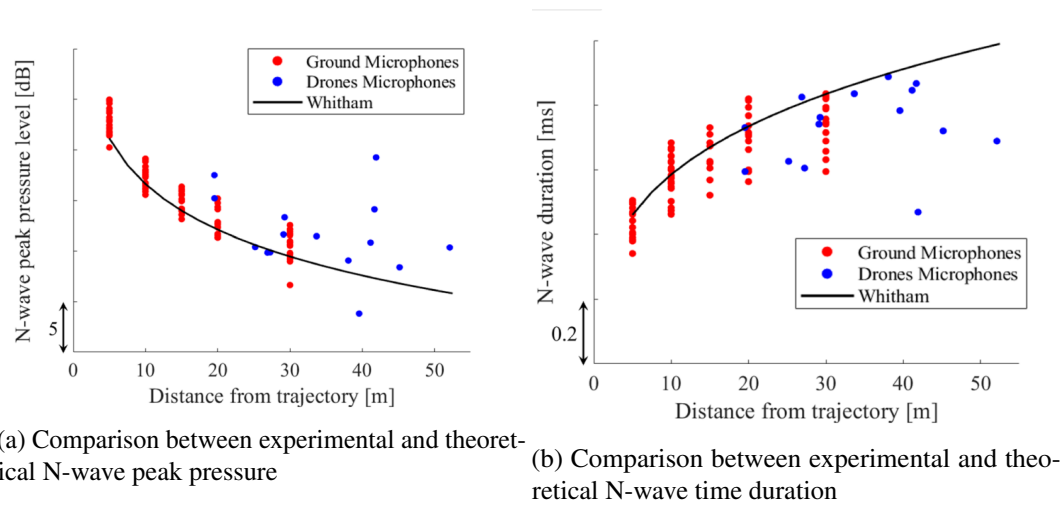 N-wave peak pressure level [dB]
Ground Microphones
Drones Microphones
Whitham
5
0 10 20 30 40 50
Distance from trajectory [m]
(a) Comparison between experimental and theoret-
ical N-wave peak pressure
N-wave duration [ms]
Ground Microphones
Drones Microphones
Whitham
0.2
0 10 20 30 40 50
Distance from trajectory [m]
(b) Comparison between experimental and theo-
retical N-wave time duration